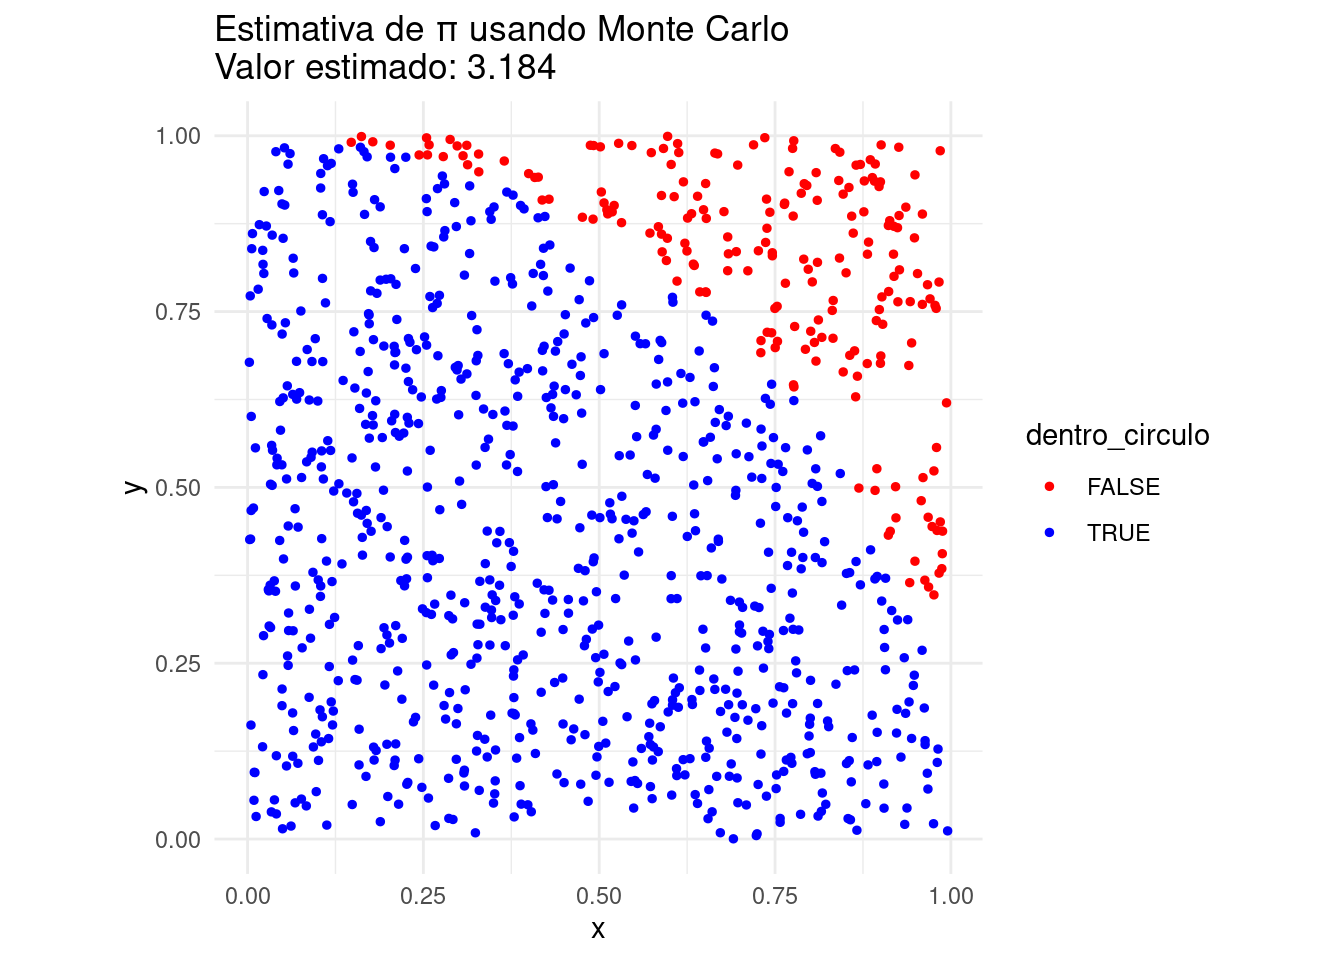 Estimativa de π usando Monte Carlo
Valor estimado: 3.184
1.00
0.75
0.50
0.25
0.00
y
0.00 0.25 0.50 0.75 1.00
x
dentro_circulo
FALSE
TRUE